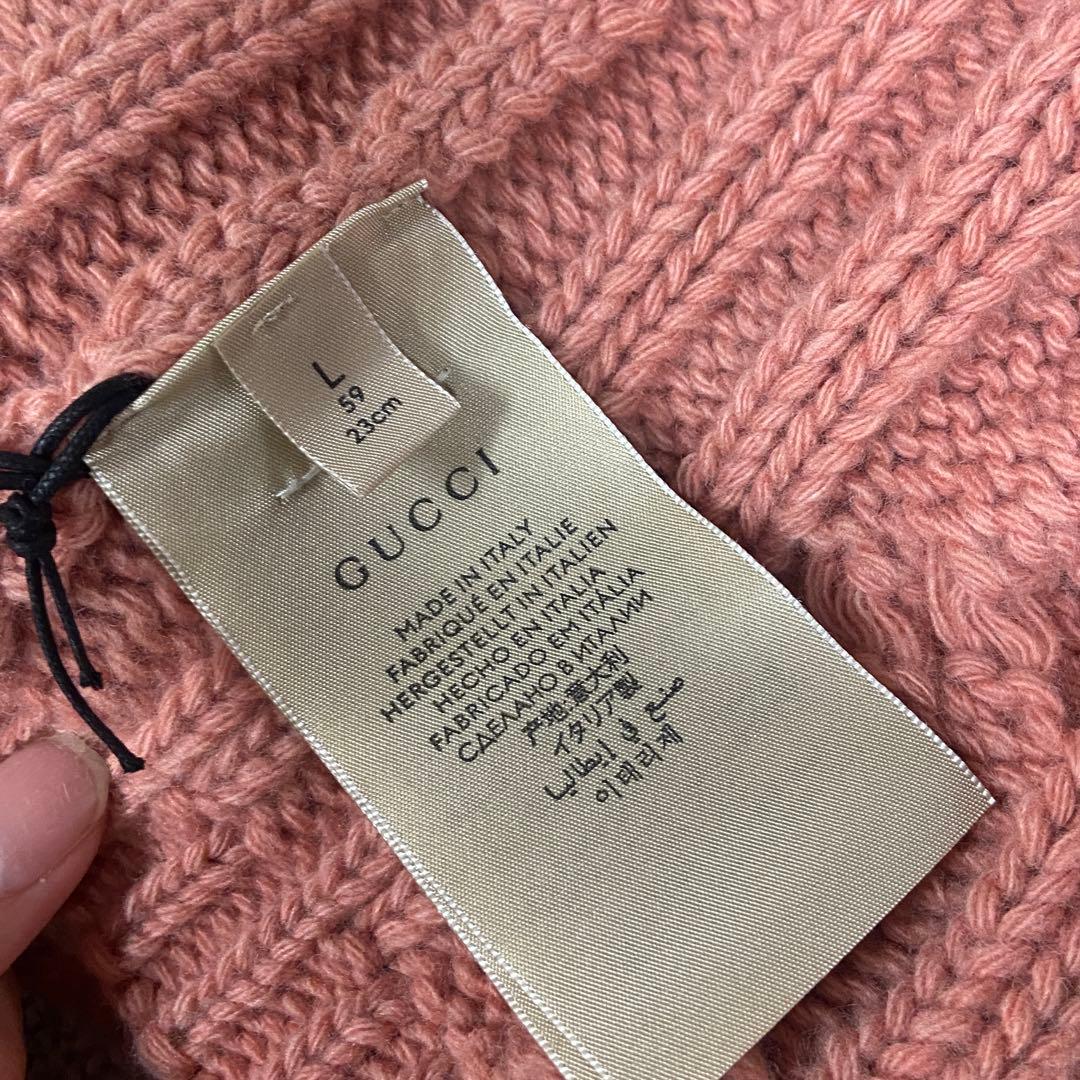 L
59
23cm
GUCCI
MADE IN ITALY
FABRIQUÉ EN ITALIE
HERGESTELLT IN ITALIEN
HECHO EN ITALIA
FABRICADO EM ITÁLIA
СДЕЛАНО В ИТАЛИИ
产地:意大利
イタリア製
صنع في إيطاليا
이태리제